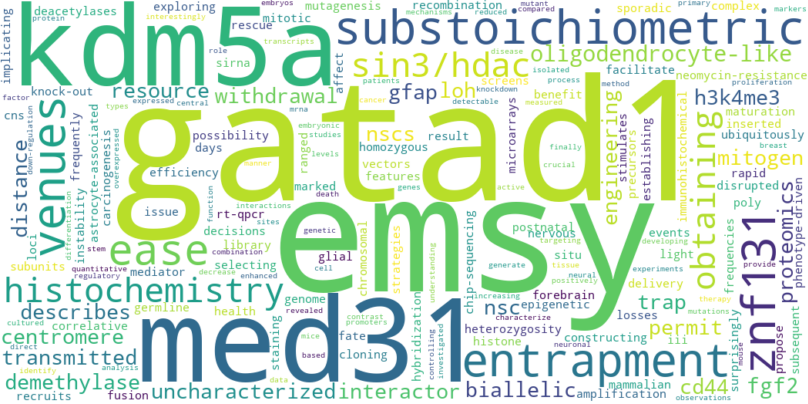 deacetylases exploring mitotic mutagenesis recombination sporadic complex embryos mutant primary markers
protein interestingly rescue mechanisms reduced compared
implicating kdm5a substoichiometric
role sirna affect transcripts sin3/hdac disease oligodendrocyte-like
factor knock-out resource withdrawal gfap loh patients screens isolated process knockdown benefit facilitate neomycin-resistance
types expressed central mrna cancer detectable method proliferation
cns down-regulation frequently venues astrocyte-associated carcinogenesis overexpressed gatad1 h3k4me3
possibility days embryonic studies nscs result microarrays measured maturation inserted breast
ranged levels homozygous finally engineering stimulates precursors establishing immunohistochemical ubiquitously
distance efficiency vectors features crucial obtaining mitogen
issue marked death manner genes active rapid disrupted
loci differentiation instability rt-qpcr function interactions sites emsy postnatal events poly
subunits ease decisions library genetic chromosomal strategies nervous targeting developing light frequencies surprisingly znf131 proteomics phenotype-driven
stem quantitative regulatory mediator selecting decrease combination enhanced glial cell understanding chip-sequencing situ tissue generate neural positively experiments delivery provide
histochemistry genome revealed increasing forebrain characterize trap
describes germline health contrast promoters nsc epigenetic losses therapy mutations
correlative staining mice med31 hybridization heterozygosity constructing permit mouse propose
centromere cultured fate based controlling investigated histone neuronal iii subsequent
transmitted direct analysis cloning entrapment mammalian
demethylase identify data biallelic cd44 fgf2 observations
recruits fusion uncharacterized interactor amplification